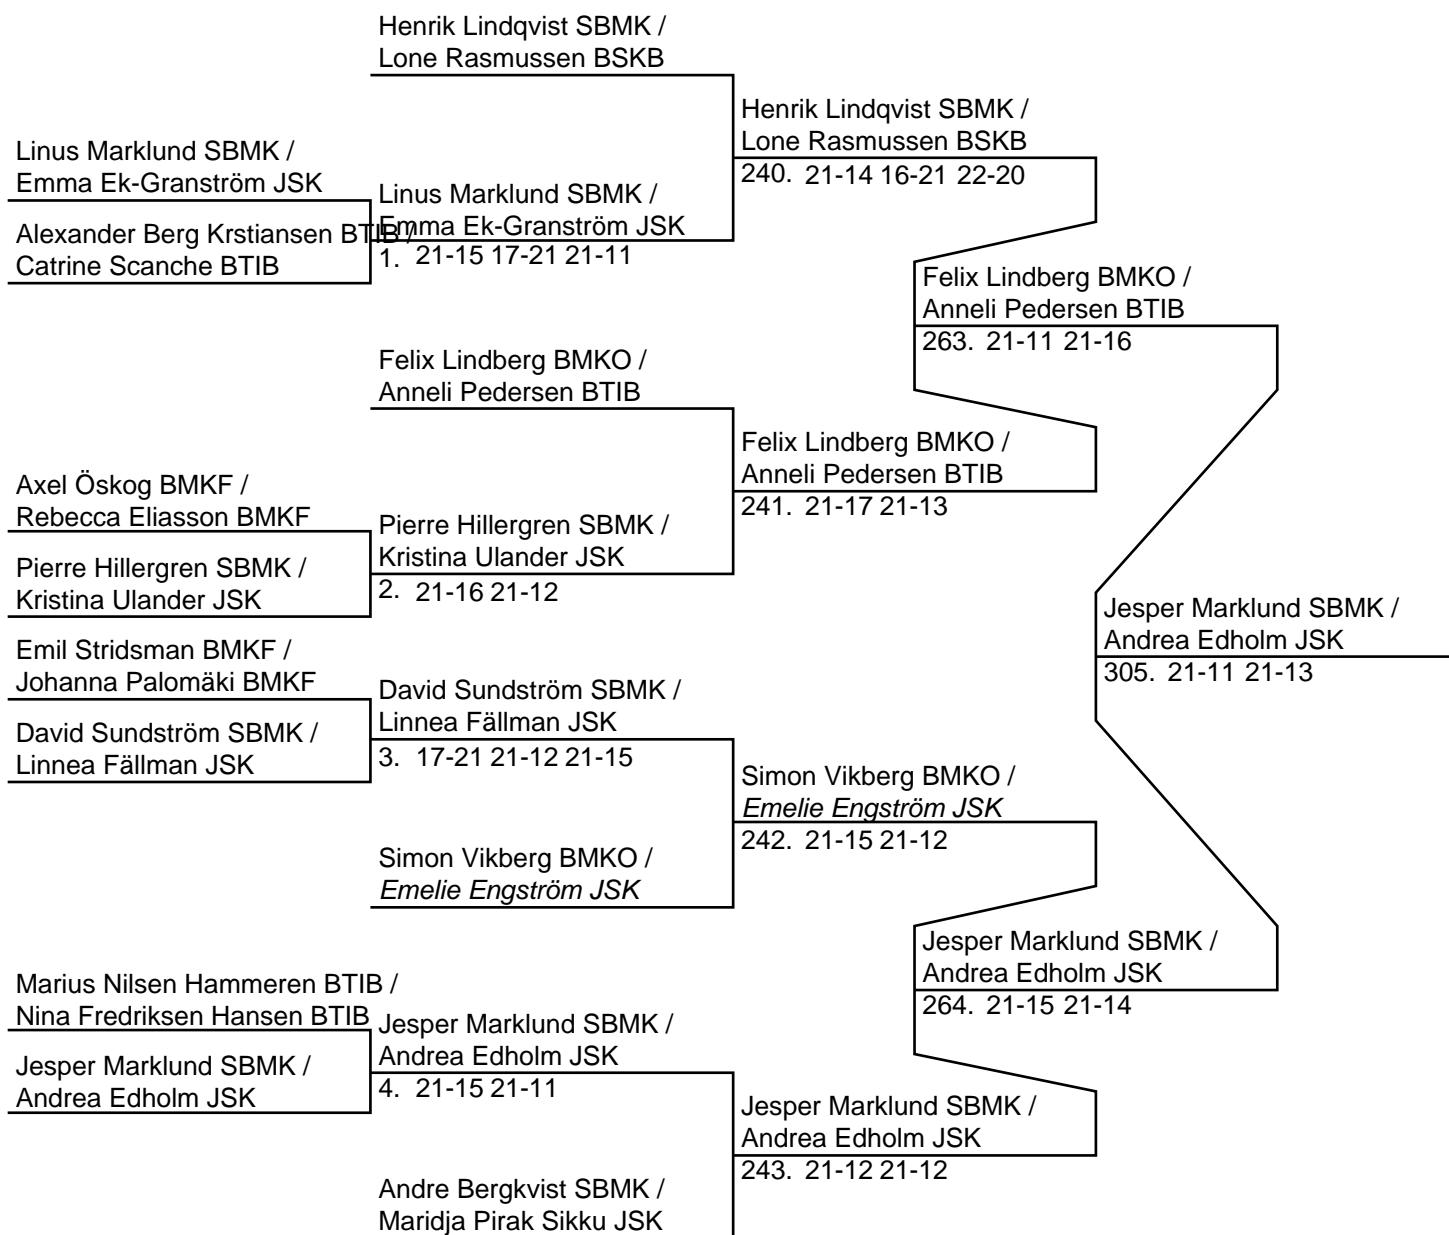 Henrik Lindqvist SBMK /
Lone Rasmussen BSKB
Henrik Lindqvist SBMK /
Lone Rasmussen BSKB
240. 21-14 16-21 22-20
Linus Marklund SBMK /
Emma Ek-Granström JSK
Linus Marklund SBMK /
Emma Ek-Granström JSK
1. 21-15 17-21 21-11
Alexander Berg Krstiansen BTIB /
Catrine Scanche BTIB
Felix Lindberg BMKO /
Anneli Pedersen BTIB
263. 21-11 21-16
Felix Lindberg BMKO /
Anneli Pedersen BTIB
Felix Lindberg BMKO /
Anneli Pedersen BTIB
241. 21-17 21-13
Axel Öskog BMKF /
Rebecca Eliasson BMKF
Pierre Hillergren SBMK /
Kristina Ulander JSK
2. 21-16 21-12
Pierre Hillergren SBMK /
Kristina Ulander JSK
Jesper Marklund SBMK /
Andrea Edholm JSK
305. 21-11 21-13
Emil Stridsman BMKF /
Johanna Palomäki BMKF
David Sundström SBMK /
Linnea Fällman JSK
3. 17-21 21-12 21-15
David Sundström SBMK /
Linnea Fällman JSK
Simon Vikberg BMKO /
Emelie Engström JSK
242. 21-15 21-12
Simon Vikberg BMKO /
Emelie Engström JSK
Jesper Marklund SBMK /
Andrea Edholm JSK
264. 21-15 21-14
Marius Nilsen Hammeren BTIB /
Nina Fredriksen Hansen BTIB
Jesper Marklund SBMK /
Andrea Edholm JSK
4. 21-15 21-11
Jesper Marklund SBMK /
Andrea Edholm JSK
Jesper Marklund SBMK /
Andrea Edholm JSK
243. 21-12 21-12
Andre Bergkvist SBMK /
Maridja Pirak Sikku JSK